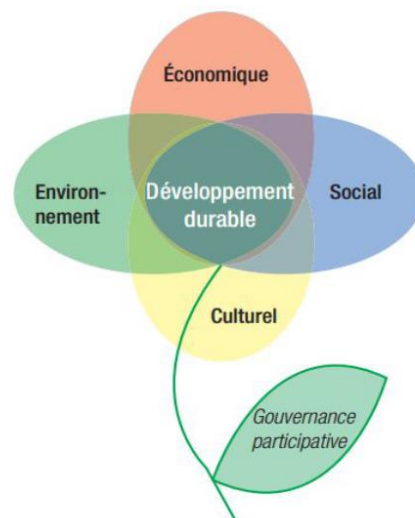 Économique
Environ-
nement
Développement
durable
Social
Culturel
Gouvernance
participative